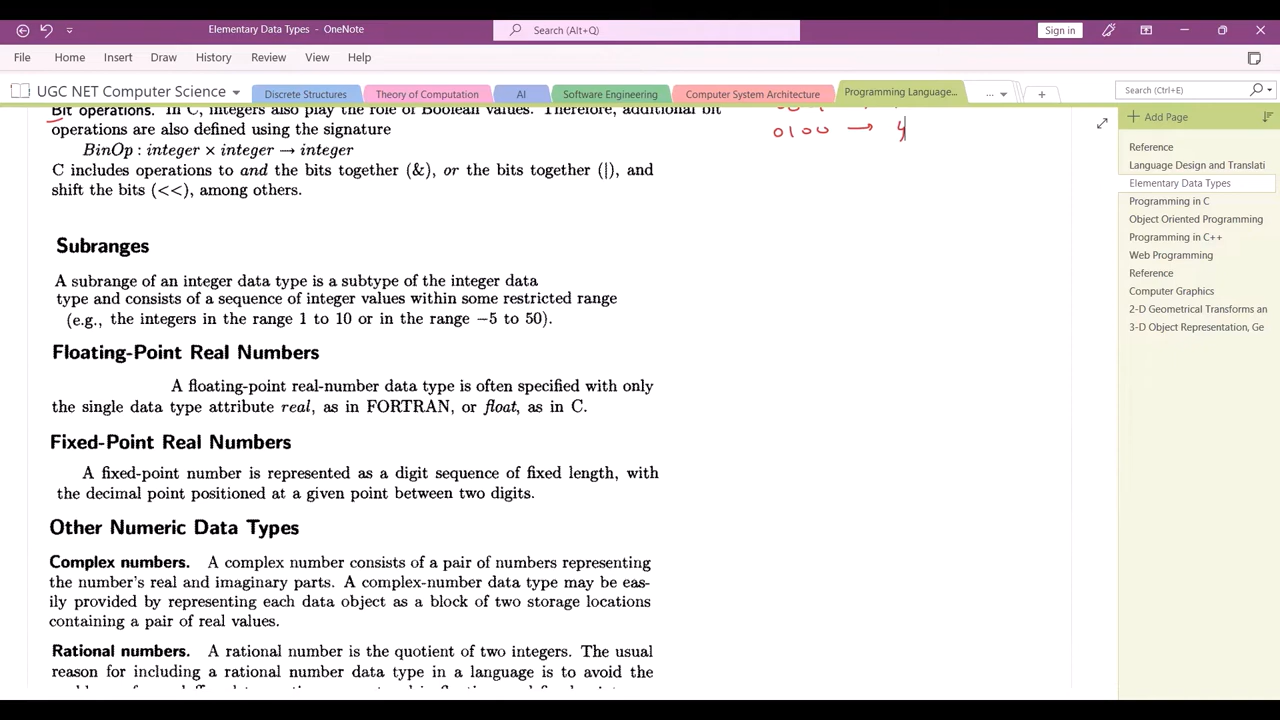 Elementary Data Types - OneNote
Search (Alt+Q)
Sign in
File Home Insert Draw History Review View Help
UGC NET Computer Science
Discrete Structures Theory of Computation AI Software Engineering Computer System Architecture Programming Language... ... +
Search (Ctrl+E)
Bit operations. In C, integers also play the role of Boolean values. Therefore, additional bit
operations are also defined using the signature
BinOp : integer × integer → integer
C includes operations to and the bits together (&), or the bits together (|), and
shift the bits (<<), among others.
0100 → 4
Subranges
A subrange of an integer data type is a subtype of the integer data
type and consists of a sequence of integer values within some restricted range
(e.g., the integers in the range 1 to 10 or in the range −5 to 50).
Floating-Point Real Numbers
A floating-point real-number data type is often specified with only
the single data type attribute real, as in FORTRAN, or float, as in C.
Fixed-Point Real Numbers
A fixed-point number is represented as a digit sequence of fixed length, with
the decimal point positioned at a given point between two digits.
Other Numeric Data Types
Complex numbers. A complex number consists of a pair of numbers representing
the number's real and imaginary parts. A complex-number data type may be eas-
ily provided by representing each data object as a block of two storage locations
containing a pair of real values.
Rational numbers. A rational number is the quotient of two integers. The usual
reason for including a rational number data type in a language is to avoid the
Add Page
Reference
Language Design and Translati
Elementary Data Types
Programming in C
Object Oriented Programming
Programming in C++
Web Programming
Reference
Computer Graphics
2-D Geometrical Transforms an
3-D Object Representation, Ge